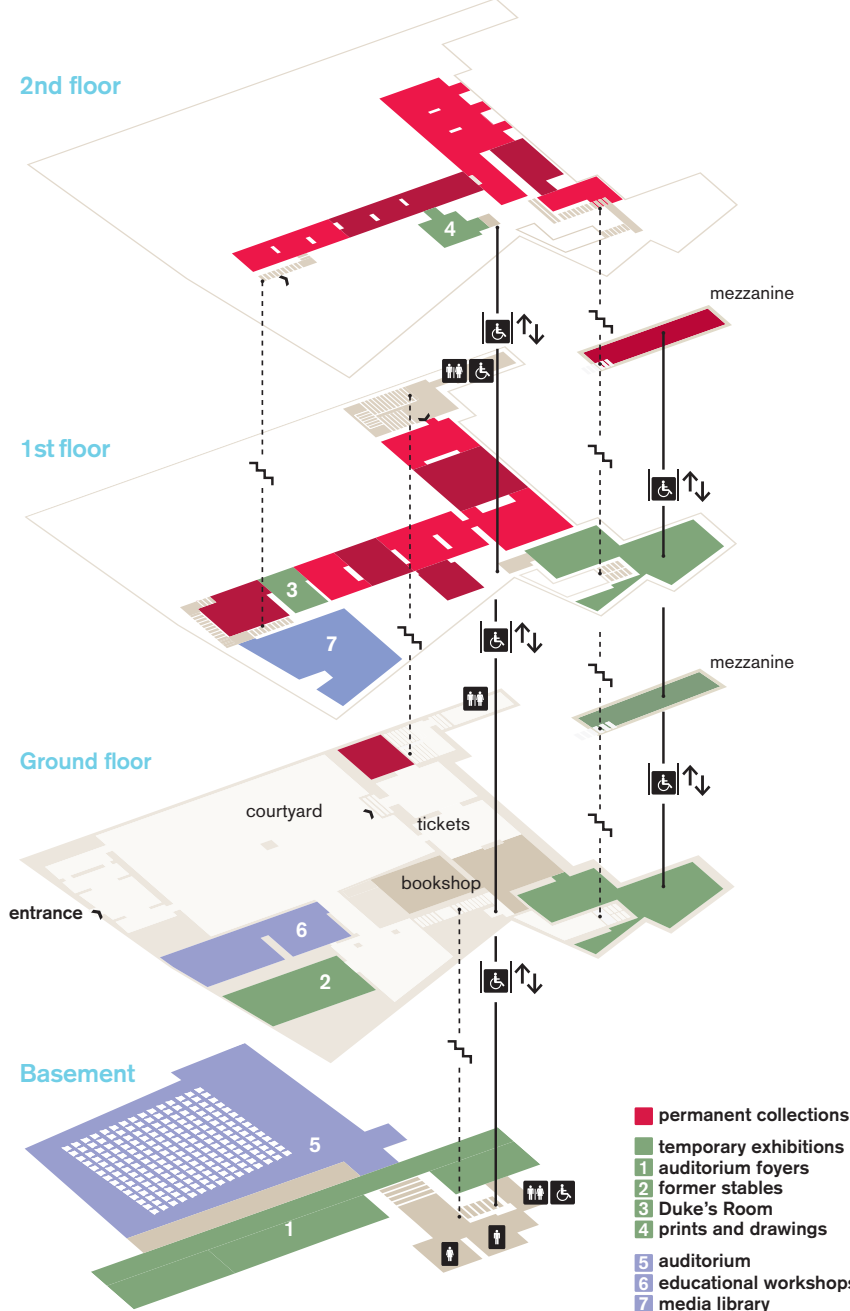 2nd floor
4
mezzanine
1st floor
3
7
mezzanine
Ground floor
courtyard
tickets
bookshop
entrance
6
2
Basement
5
1
permanent collections
temporary exhibitions
1 auditorium foyers
2 former stables
3 Duke's Room
4 prints and drawings
5 auditorium
6 educational workshops
7 media library